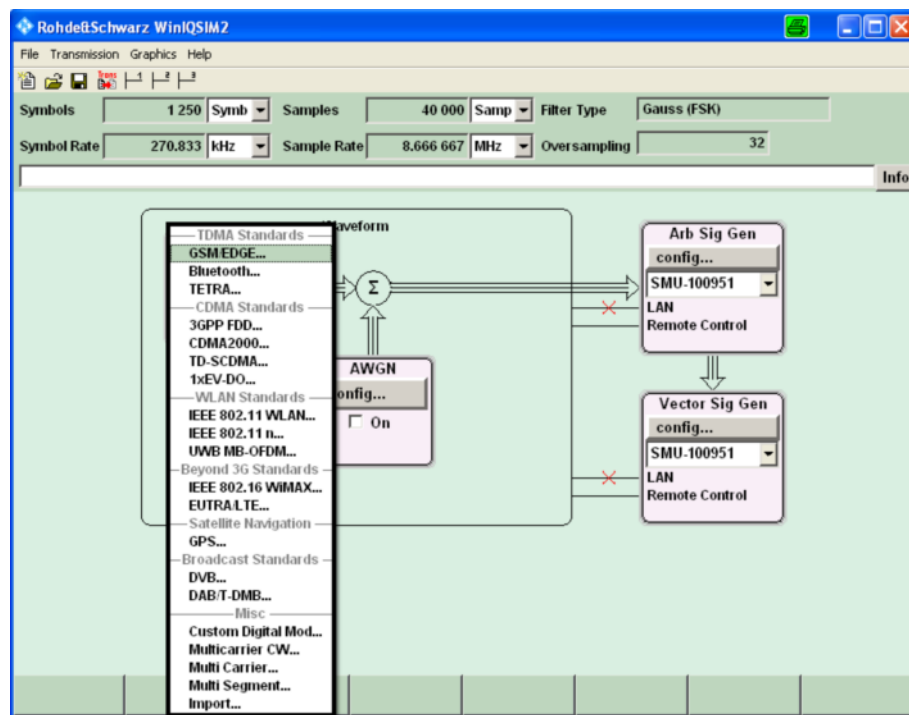 Rohde&Schwarz WinIQSIM2
File Transmission Graphics Help
Trans 1 2 3
Symbols 1 250 Symb Samples 40 000 Samp Filter Type Gauss (FSK)
Symbol Rate 270.833 kHz Sample Rate 8.666 667 MHz Oversampling 32
Info
TDMA Standards
GSM/EDGE...
Bluetooth...
TETRA...
CDMA Standards
3GPP FDD...
CDMA2000...
TD-SCDMA...
1xEV-DO...
WLAN Standards
IEEE 802.11 WLAN...
IEEE 802.11 n...
UWB MB-OFDM...
Beyond 3G Standards
IEEE 802.16 WiMAX...
EUTRA/LTE...
Satellite Navigation
GPS...
Broadcast Standards
DVB...
DAB/T-DMB...
Misc
Custom Digital Mod...
Multicarrier CW...
Multi Carrier...
Multi Segment...
Import...
Σ
AWGN
On
Arb Sig Gen
config...
SMU-100951
LAN
Remote Control
Vector Sig Gen
config...
SMU-100951
LAN
Remote Control